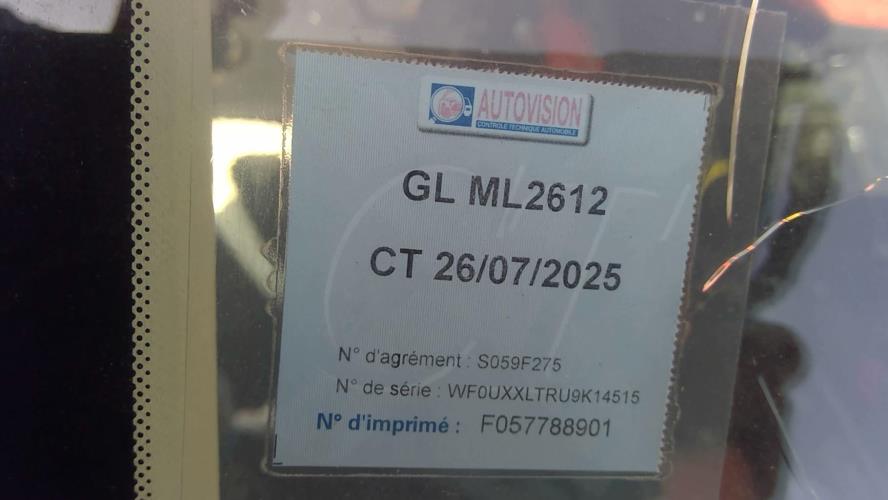 AUTOVISION
CONTROLE TECHNIQUE AUTOMOBILE
GL ML2612
CT 26/07/2025
N° d'agrément : S059F275
N° de série : WF0UXXLTRU9K14515
N° d'imprimé : F057788901